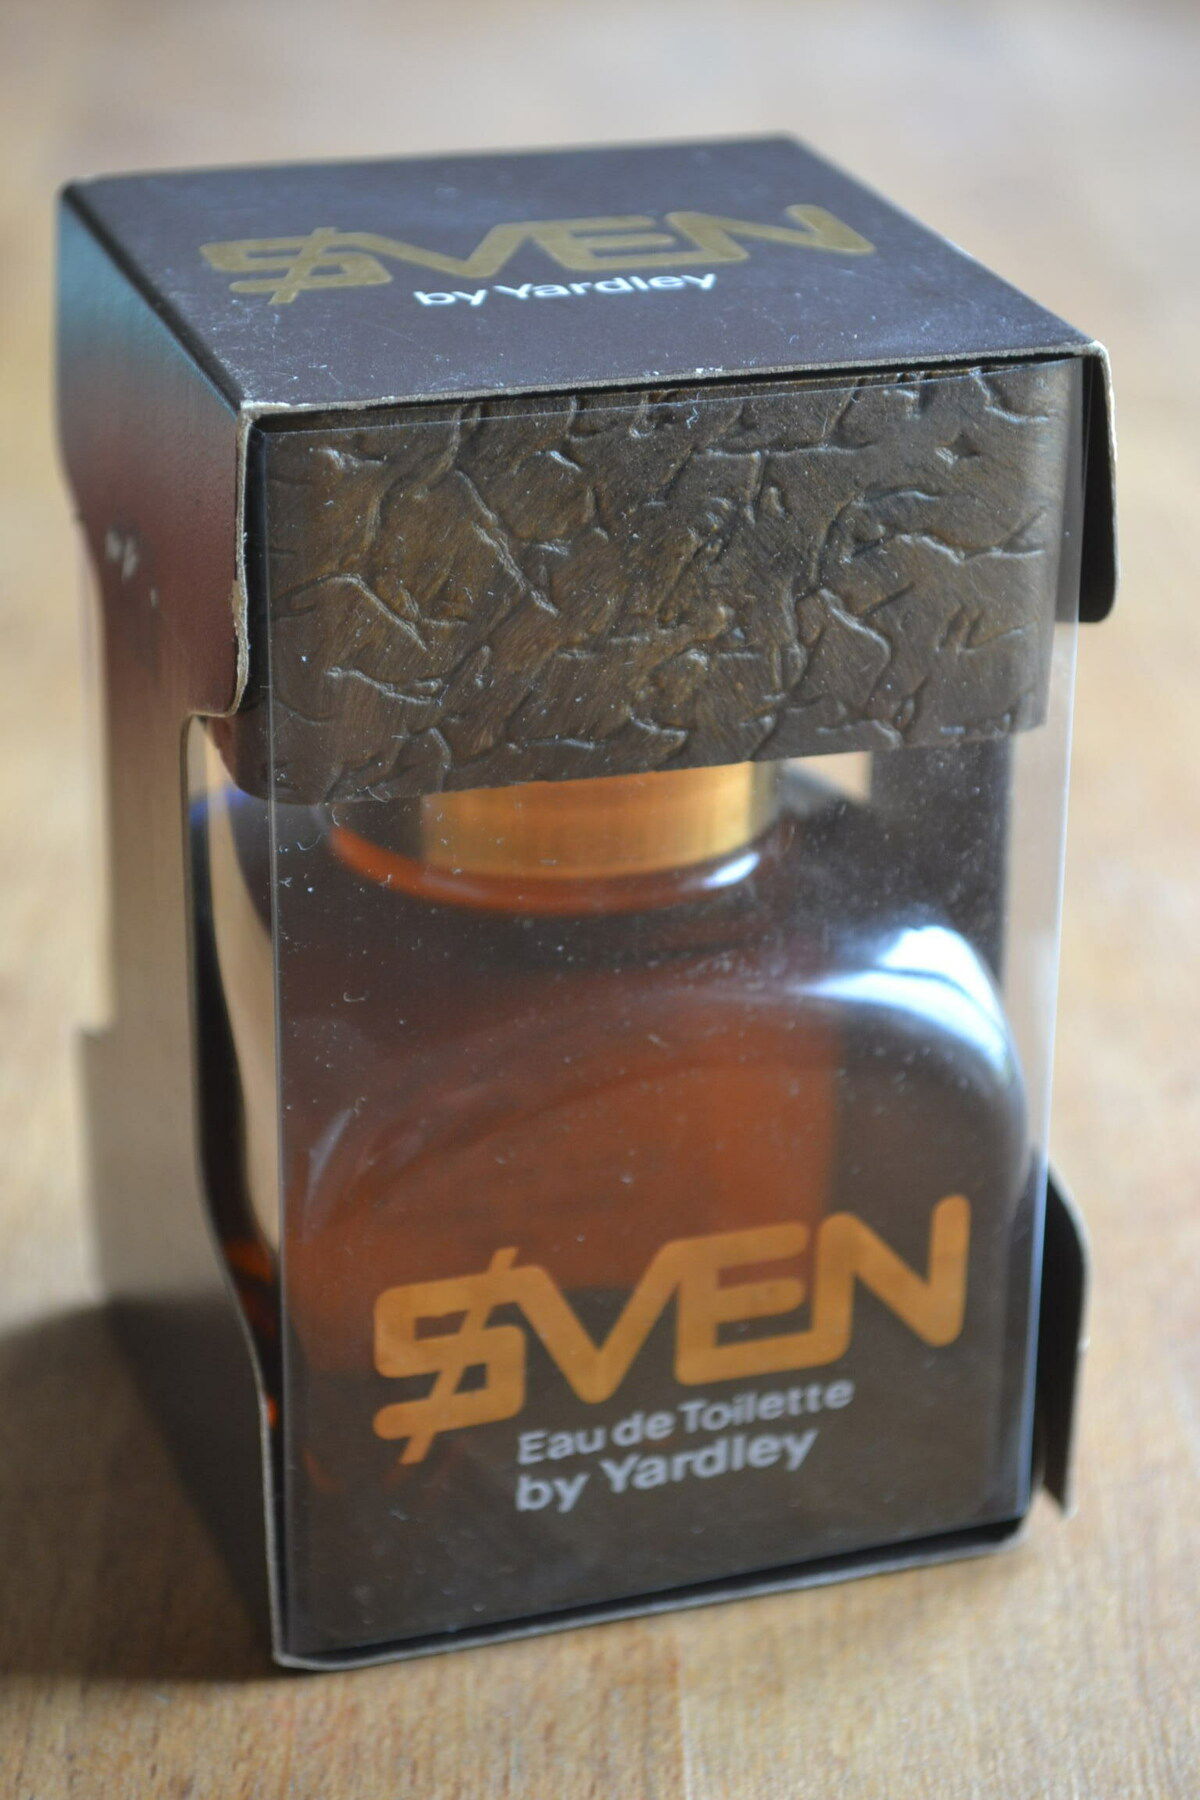 SVEN
by Yardley
SVEN
Eau de Toilette
by Yardley